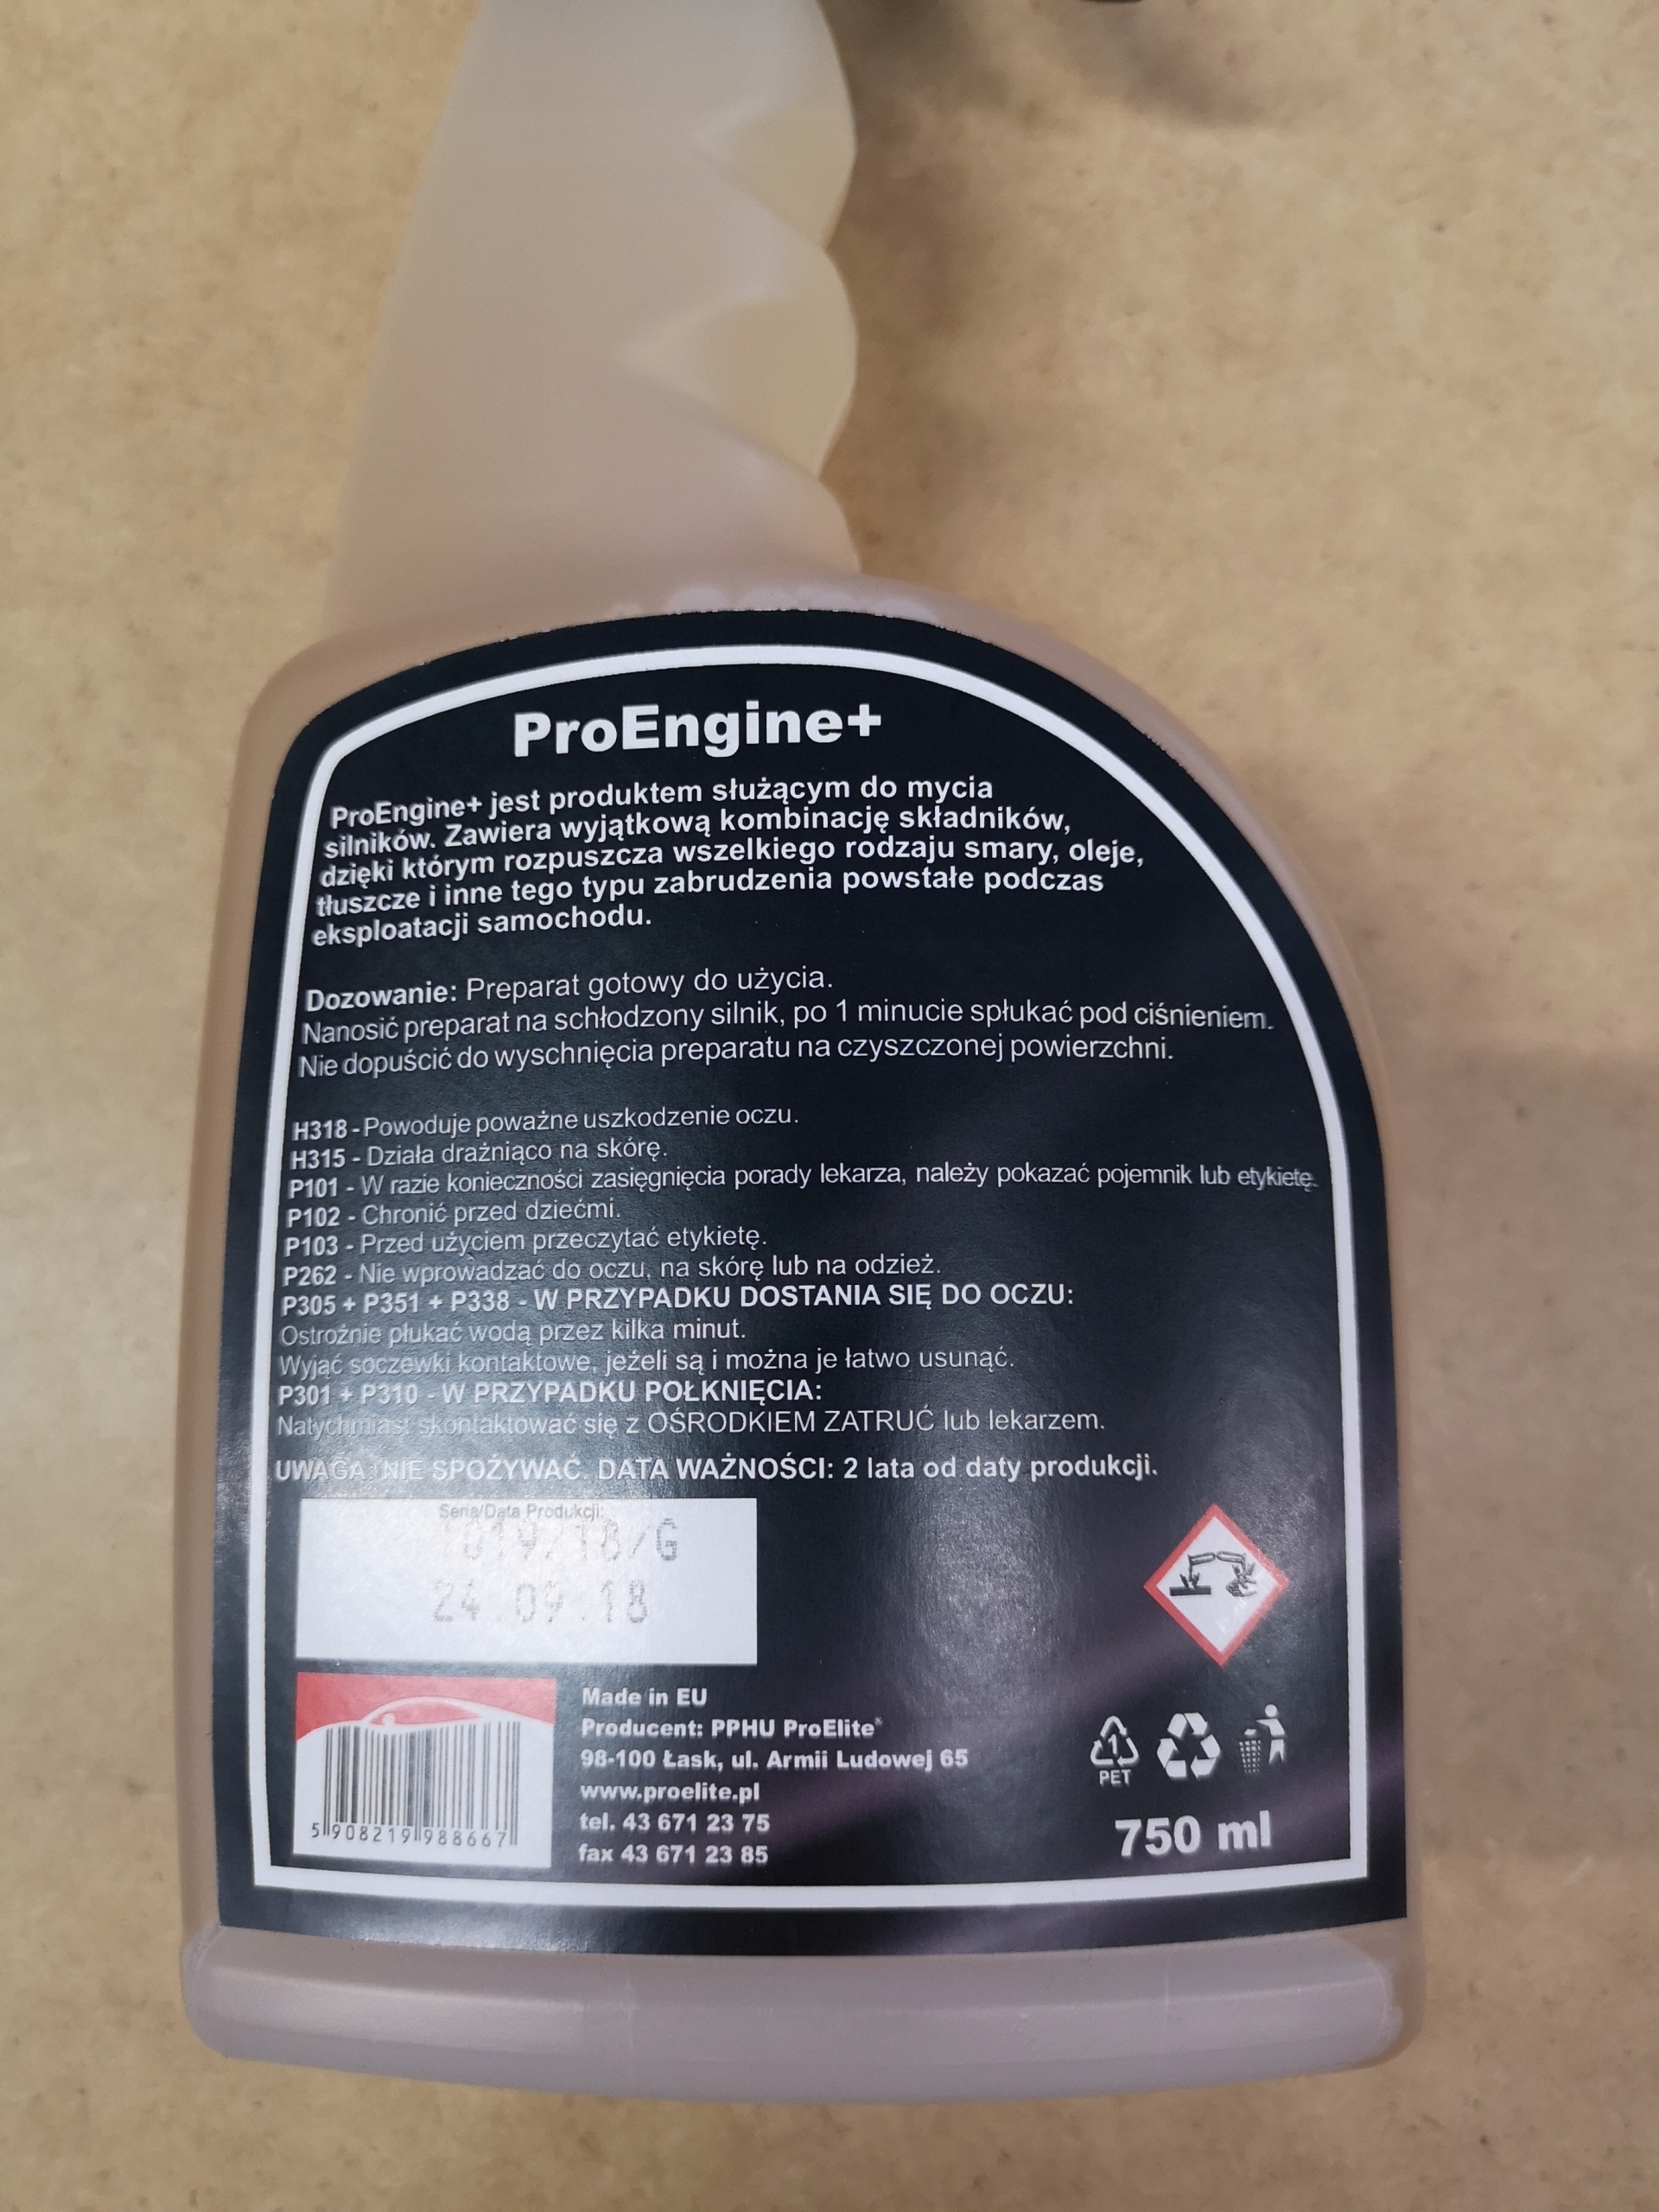 ProEngine+
ProEngine+ jest produktem służącym do mycia
silników. Zawiera wyjątkową kombinację składników,
dzięki którym rozpuszcza wszelkiego rodzaju smary, oleje,
tłuszcze i inne tego typu zabrudzenia powstałe podczas
eksploatacji samochodu.
Dozowanie: Preparat gotowy do użycia.
Nanosić preparat na schłodzony silnik, po 1 minucie spłukać pod ciśnieniem.
Nie dopuścić do wyschnięcia preparatu na czyszczonej powierzchni.
H318 - Powoduje poważne uszkodzenie oczu.
H315 - Działa drażniąco na skórę.
P101 - W razie konieczności zasięgnięcia porady lekarza, należy pokazać pojemnik lub etykietę.
P102 - Chronić przed dziećmi.
P103 - Przed użyciem przeczytać etykietę.
P262 - Nie wprowadzać do oczu, na skórę lub na odzież.
P305 + P351 + P338 - W PRZYPADKU DOSTANIA SIĘ DO OCZU:
Ostrożnie płukać wodą przez kilka minut.
Wyjąć soczewki kontaktowe, jeżeli są i można je łatwo usunąć.
P301 + P310 - W PRZYPADKU POŁKNIĘCIA:
Natychmiast skontaktować się z OŚRODKIEM ZATRUĆ lub lekarzem.
UWAGA: NIE SPOŻYWAĆ. DATA WAŻNOŚCI: 2 lata od daty produkcji.
Seria/Data Produkcji:
1019/18/G
24.09.18
Made in EU
Producent: PPHU ProElite®
98-100 Łask, ul. Armii Ludowej 65
www.proelite.pl
tel. 43 671 23 75
fax 43 671 23 85
5 908219 988667
1
PET
750 ml